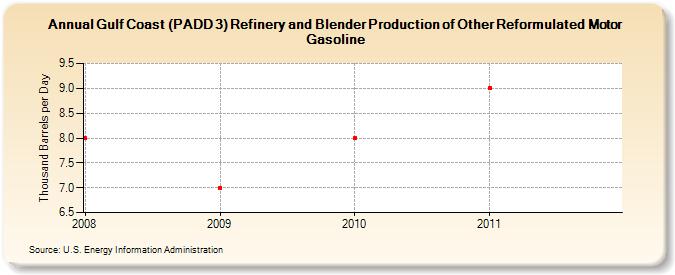 Annual Gulf Coast (PADD 3) Refinery and Blender Production of Other Reformulated Motor
Gasoline
Thousand Barrels per Day
9.5
9.0
8.5
8.0
7.5
7.0
6.5
2008 2009 2010 2011
Source: U.S. Energy Information Administration